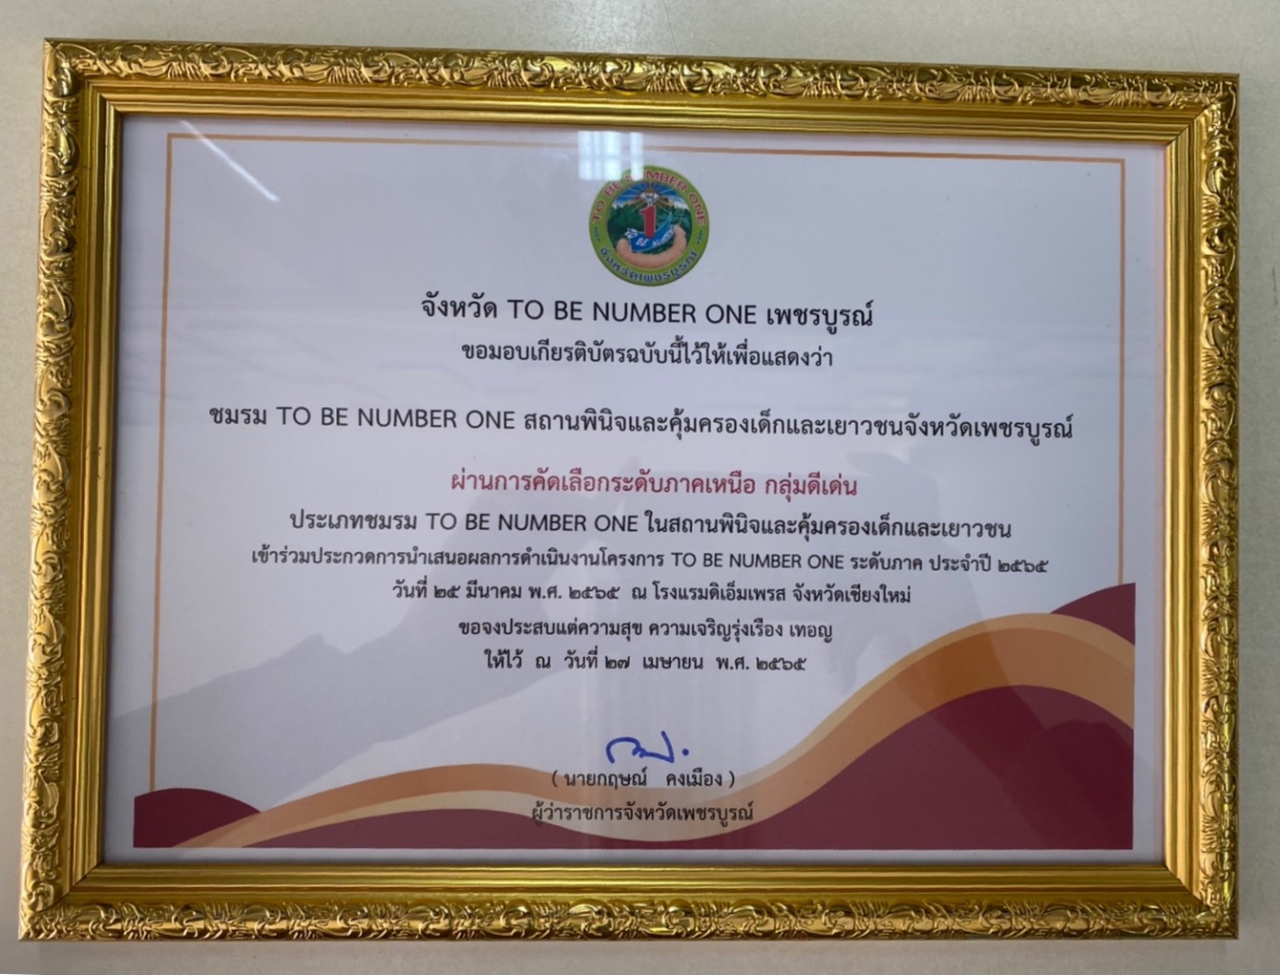 TO BE NUMBER ONE
1
จังหวัดเพชรบูรณ์
จังหวัด TO BE NUMBER ONE เพชรบูรณ์
ขอมอบเกียรติบัตรฉบับนี้ไว้ให้เพื่อแสดงว่า
ชมรม TO BE NUMBER ONE สถานพินิจและคุ้มครองเด็กและเยาวชนจังหวัดเพชรบูรณ์
ผ่านการคัดเลือกระดับภาคเหนือ กลุ่มดีเด่น
ประเภทชมรม TO BE NUMBER ONE ในสถานพินิจและคุ้มครองเด็กและเยาวชน
เข้าร่วมประกวดการนำเสนอผลการดำเนินงานโครงการ TO BE NUMBER ONE ระดับภาค ประจำปี ๒๕๖๕
วันที่ ๒๕ มีนาคม พ.ศ. ๒๕๖๕ ณ โรงแรมดิเอ็มเพรส จังหวัดเชียงใหม่
ขอจงประสบแต่ความสุข ความเจริญรุ่งเรือง เทอญ
ให้ไว้ ณ วันที่ ๒๗ เมษายน พ.ศ. ๒๕๖๕
( นายกฤษณ์ คงเมือง )
ผู้ว่าราชการจังหวัดเพชรบูรณ์